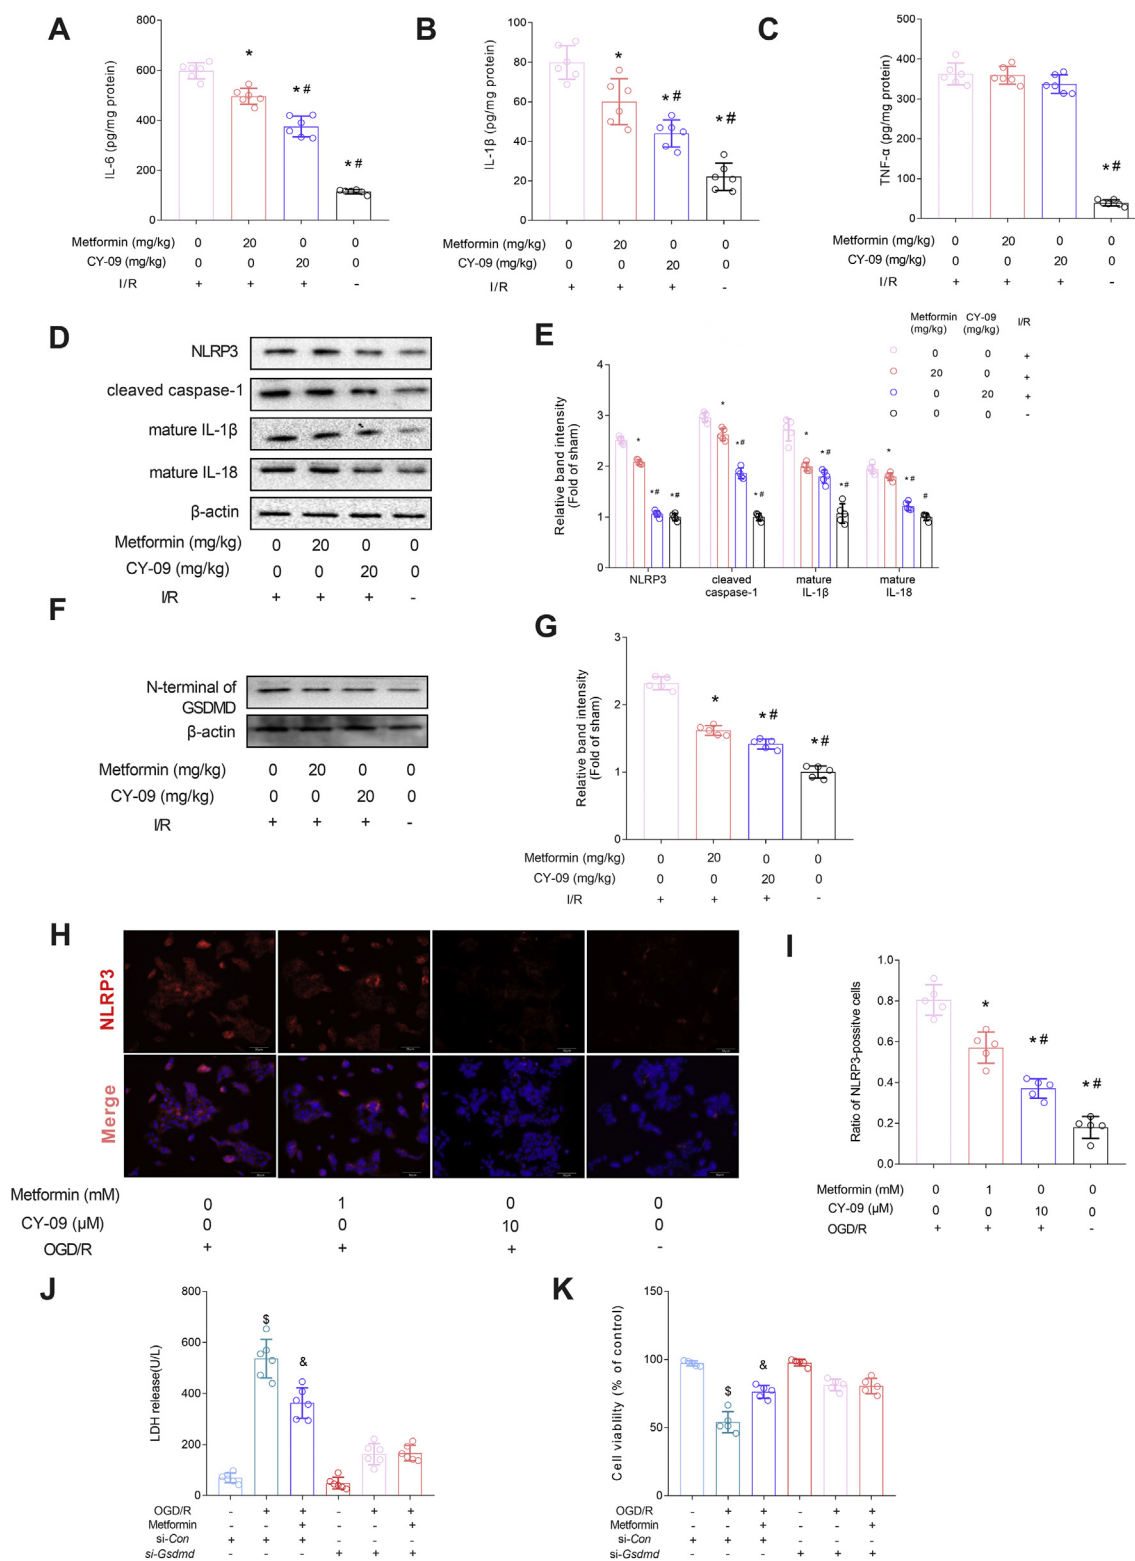 A
IL-6 (pg/mg protein)
800
600
400
200
0
*
* #
* #
Metformin (mg/kg) 0 20 0 0
CY-09 (mg/kg) 0 0 20 0
I/R + + + -
B
IL-1β (pg/mg protein)
100
80
60
40
20
0
*
* #
* #
Metformin (mg/kg) 0 20 0 0
CY-09 (mg/kg) 0 0 20 0
I/R + + + -
C
TNF-α (pg/mg protein)
500
400
300
200
100
0
* #
Metformin (mg/kg) 0 20 0 0
CY-09 (mg/kg) 0 0 20 0
I/R + + + -
D
NLRP3
cleaved caspase-1
mature IL-1β
mature IL-18
β-actin
Metformin (mg/kg) 0 20 0 0
CY-09 (mg/kg) 0 0 20 0
I/R + + + -
E
Metformin (mg/kg) CY-09 (mg/kg) I/R
0 0 +
20 0 +
0 20 +
0 0 -
Relative band intensity
(Fold of sham)
4
3
2
1
0
* * # * #
* * # * #
* * # * #
* * # #
NLRP3
cleaved caspase-1
mature IL-1β
mature IL-18
F
N-terminal of
GSDMD
β-actin
Metformin (mg/kg) 0 20 0 0
CY-09 (mg/kg) 0 0 20 0
I/R + + + -
G
Relative band intensity
(Fold of sham)
3
2
1
0
*
* #
* #
Metformin (mg/kg) 0 20 0 0
CY-09 (mg/kg) 0 0 20 0
I/R + + + -
H
NLRP3
Merge
Metformin (mM) 0 1 0 0
CY-09 (μM) 0 0 10 0
OGD/R + + + -
I
Ratio of NLRP3-possitve cells
1.0
0.8
0.6
0.4
0.2
0.0
*
* #
* #
Metformin (mM) 0 1 0 0
CY-09 (μM) 0 0 10 0
OGD/R + + + -
J
LDH release(U/L)
800
600
400
200
0
$
&
OGD/R - + + - + +
Metformin - - + - - +
si-Con + + + - - -
si-Gsdmd - - - + + +
K
Cell viablility (% of control)
150
100
50
0
$
&
OGD/R - + + - + +
Metformin - - + - - +
si-Con + + + - - -
si-Gsdmd - - - + + +